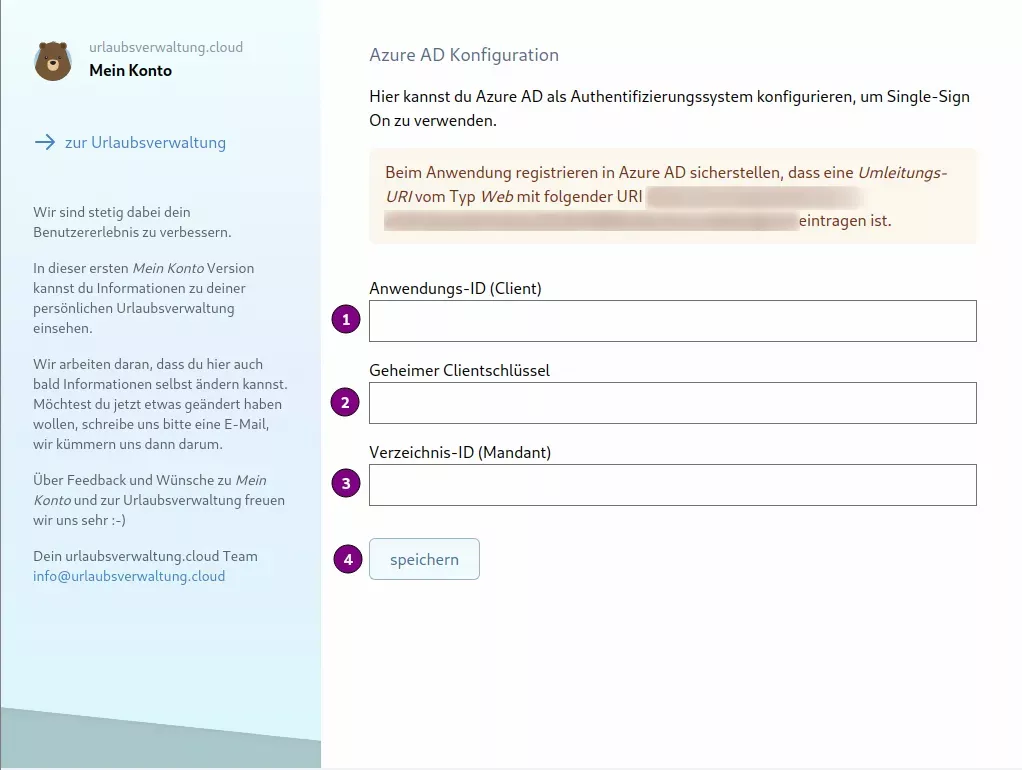 urlaubsverwaltung.cloud
Mein Konto
zur Urlaubsverwaltung
Wir sind stetig dabei dein
Benutzererlebnis zu verbessern.
In dieser ersten Mein Konto Version
kannst du Informationen zu deiner
persönlichen Urlaubsverwaltung
einsehen.
Wir arbeiten daran, dass du hier auch
bald Informationen selbst ändern kannst.
Möchtest du jetzt etwas geändert haben
wollen, schreibe uns bitte eine E-Mail,
wir kümmern uns dann darum.
Über Feedback und Wünsche zu Mein
Konto und zur Urlaubsverwaltung freuen
wir uns sehr :-)
Dein urlaubsverwaltung.cloud Team
info@urlaubsverwaltung.cloud
Azure AD Konfiguration
Hier kannst du Azure AD als Authentifizierungssystem konfigurieren, um Single-Sign
On zu verwenden.
Beim Anwendung registrieren in Azure AD sicherstellen, dass eine Umleitungs-
URI vom Typ Web mit folgender URI
eintragen ist.
Anwendungs-ID (Client)
1
Geheimer Clientschlüssel
2
Verzeichnis-ID (Mandant)
3
4 speichern